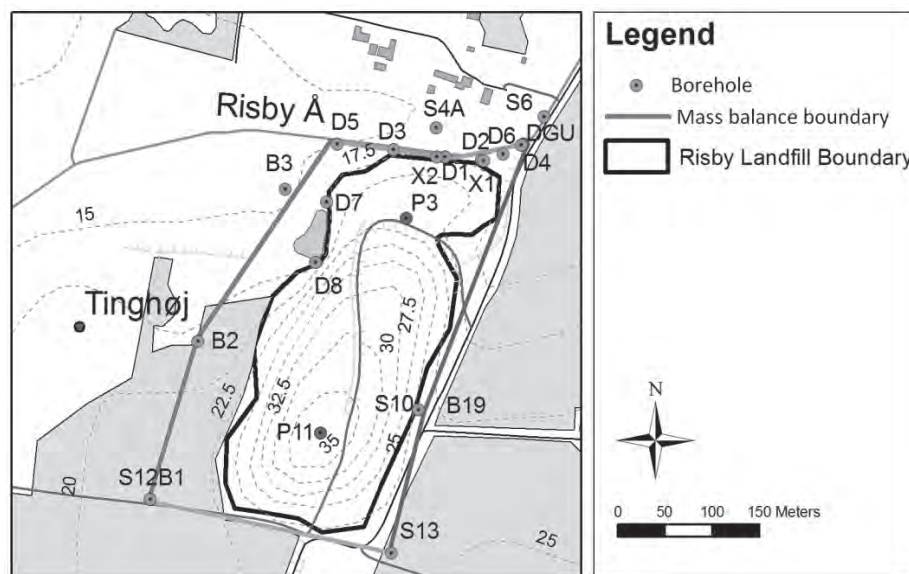 Risby Å
D5
D3
S4A
S6
D2
D6
DGU
D4
D1
X2
X1
17.5
B3
D7
P3
15
D8
Tinghøj
B2
27.5
30
32.5
22.5
S10
B19
P11
35
25
20
S12B1
S13
25
Legend
Borehole
Mass balance boundary
Risby Landfill Boundary
N
0 50 100 150 Meters